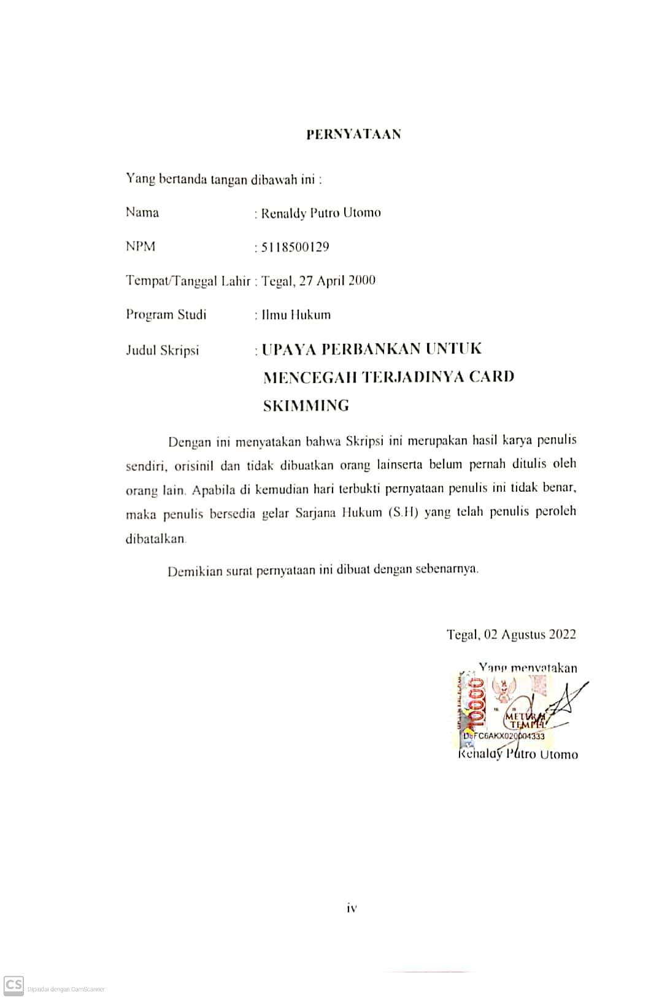 PERNYATAAN
Yang bertanda tangan dibawah ini :
Nama : Renaldy Putro Utomo
NPM : 5118500129
Tempat/Tanggal Lahir : Tegal, 27 April 2000
Program Studi : Ilmu Hukum
Judul Skripsi : UPAYA PERBANKAN UNTUK
MENCEGAH TERJADINYA CARD
SKIMMING
Dengan ini menyatakan bahwa Skripsi ini merupakan hasil karya penulis
sendiri, orisinil dan tidak dibuatkan orang lainserta belum pernah ditulis oleh
orang lain. Apabila di kemudian hari terbukti pernyataan penulis ini tidak benar,
maka penulis bersedia gelar Sarjana Hukum (S.H) yang telah penulis peroleh
dibatalkan.
Demikian surat pernyataan ini dibuat dengan sebenarnya.
Tegal, 02 Agustus 2022
Yang menyatakan
10000
METERAI
TEMPEL
Renaldy Putro Utomo
iv
CS Dipindai dengan CamScanner